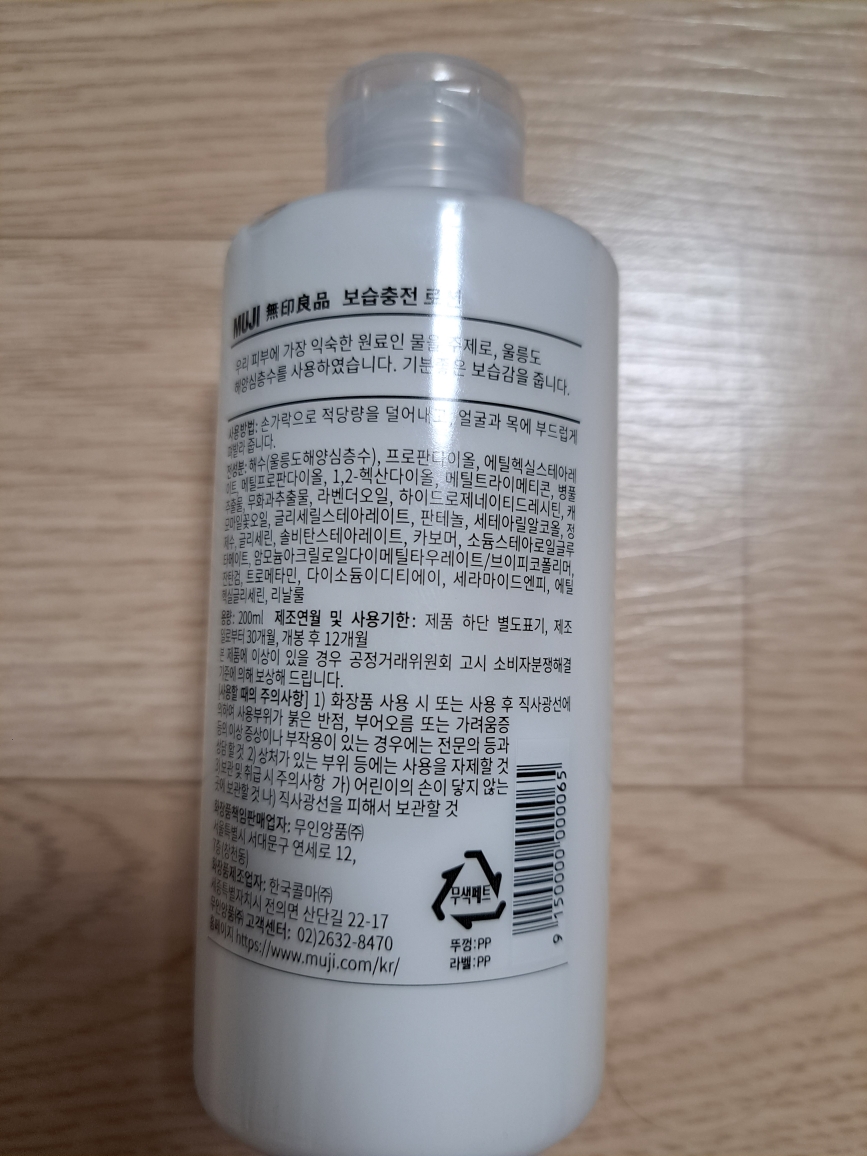 MUJI 無印良品 보습충전 로션
우리 피부에 가장 익숙한 원료인 물을 주제로, 울릉도
해양심층수를 사용하였습니다. 기분좋은 보습감을 줍니다.
사용방법: 손가락으로 적당량을 덜어내고, 얼굴과 목에 부드럽게
펴발라 줍니다.
전성분: 해수(울릉도해양심층수), 프로판다이올, 에틸헥실스테아레
이트, 메틸프로판다이올, 1,2-헥산다이올, 메틸트라이메티콘, 병풀
추출물, 무화과추출물, 라벤더오일, 하이드로제네이티드레시틴, 캐
모마일꽃오일, 글리세릴스테아레이트, 판테놀, 세테아릴알코올, 정
제수, 글리세린, 솔비탄스테아레이트, 카보머, 소듐스테아로일글루
타메이트, 암모늄아크릴로일다이메틸타우레이트/브이피코폴리머,
잔탄검, 트로메타민, 다이소듐이디티에이, 세라마이드엔피, 에틸
헥실글리세린, 리날룰
용량: 200ml 제조연월 및 사용기한: 제품 하단 별도표기, 제조
일로부터 30개월, 개봉 후 12개월
본 제품에 이상이 있을 경우 공정거래위원회 고시 소비자분쟁해결
기준에 의해 보상해 드립니다.
[사용할 때의 주의사항] 1) 화장품 사용 시 또는 사용 후 직사광선에
의하여 사용부위가 붉은 반점, 부어오름 또는 가려움증
등의 이상 증상이나 부작용이 있는 경우에는 전문의 등과
상담할 것 2) 상처가 있는 부위 등에는 사용을 자제할 것
3) 보관 및 취급 시 주의사항 가) 어린이의 손이 닿지 않는
곳에 보관할 것 나) 직사광선을 피해서 보관할 것
화장품책임판매업자: 무인양품㈜
서울특별시 서대문구 연세로 12,
7층(창천동)
화장품제조업자: 한국콜마㈜
세종특별자치시 전의면 산단길 22-17
무인양품㈜ 고객센터: 02)2632-8470
홈페이지 https://www.muji.com/kr/
무색페트
뚜껑:PP
라벨:PP
9 150000 000065